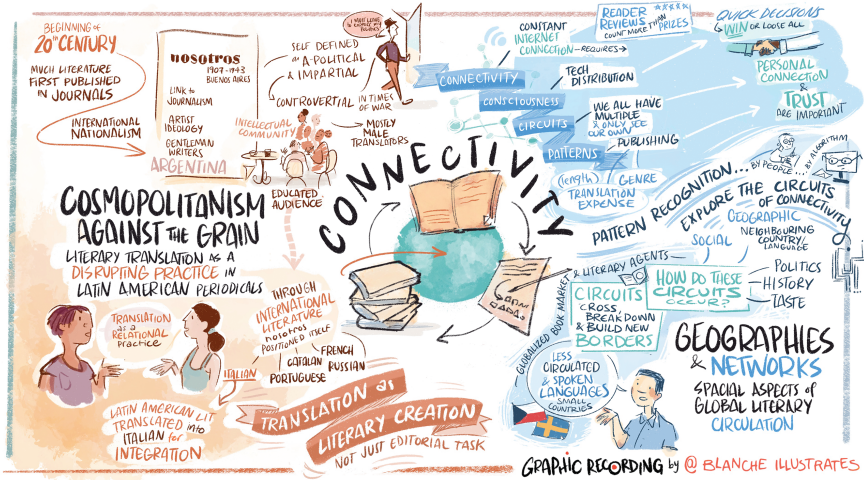 BEGINNING OF
20TH CENTURY
MUCH LITERATURE
FIRST PUBLISHED
IN JOURNALS
INTERNATIONAL
NATIONALISM
nosotros
1907-1943
BUENOS AIRES
LINK to
JOURNALISM
ARTIST
IDEOLOGY
GENTLEMAN
WRITERS
ARGENTINA
SELF DEFINED
as
A-POLITICAL
& IMPARTIAL
CONTROVERTIAL
IN TIMES
OF WAR
INTELLECTUAL
COMMUNITY
MOSTLY
MALE
TRANSLATORS
EDUCATED
AUDIENCE
COSMOPOLITANISM
AGAINST THE GRAIN
LITERARY TRANSLATION AS A
DISRUPTING PRACTICE IN
LATIN AMERICAN PERIODICALS
TRANSLATION
as a
RELATIONAL
PRACTICE
THROUGH
INTERNATIONAL
LITERATURE
nosotros
POSITIONED ITSELF
FRENCH
RUSSIAN
CATALAN
PORTUGUESE
ITALIAN
LATIN AMERICAN LIT
TRANSLATED into
ITALIAN for
INTEGRATION
TRANSLATION as
LITERARY CREATION
NOT JUST EDITORIAL TASK
CONNECTIVITY
CONSTANT
INTERNET
CONNECTION
REQUIRES
READER
REVIEWS
COUNT MORE THAN
PRIZES
QUICK DECISIONS
WIN or LOOSE ALL
CONNECTIVITY
TECH
DISTRIBUTION
PERSONAL
CONNECTION
&
TRUST
ARE IMPORTANT
CONSCIOUSNESS
WE ALL HAVE
MULTIPLE
& ONLY SEE
OUR OWN
CIRCUITS
PUBLISHING
PATTERNS
(length)
GENRE
TRANSLATION
EXPENSE
PATTERN RECOGNITION...
BY PEOPLE...
BY ALGORITHM
EXPLORE THE CIRCUITS
OF CONNECTIVITY
SOCIAL
GEOGRAPHIC
NEIGHBOURING
COUNTRY,
LANGUAGE
GLOBALIZED BOOK MARKET
& LITERARY AGENTS
CIRCUITS
CROSS
BREAKDOWN
& BUILD NEW
BORDERS
HOW DO THESE
CIRCUITS
OCCUR?
POLITICS
HISTORY
TASTE
LESS
CIRCULATED
& SPOKEN
LANGUAGES
SMALL
COUNTRIES
GEOGRAPHIES
& NETWORKS
SPACIAL ASPECTS of
GLOBAL LITERARY
CIRCULATION
GRAPHIC RECORDING by @ BLANCHE ILLUSTRATES